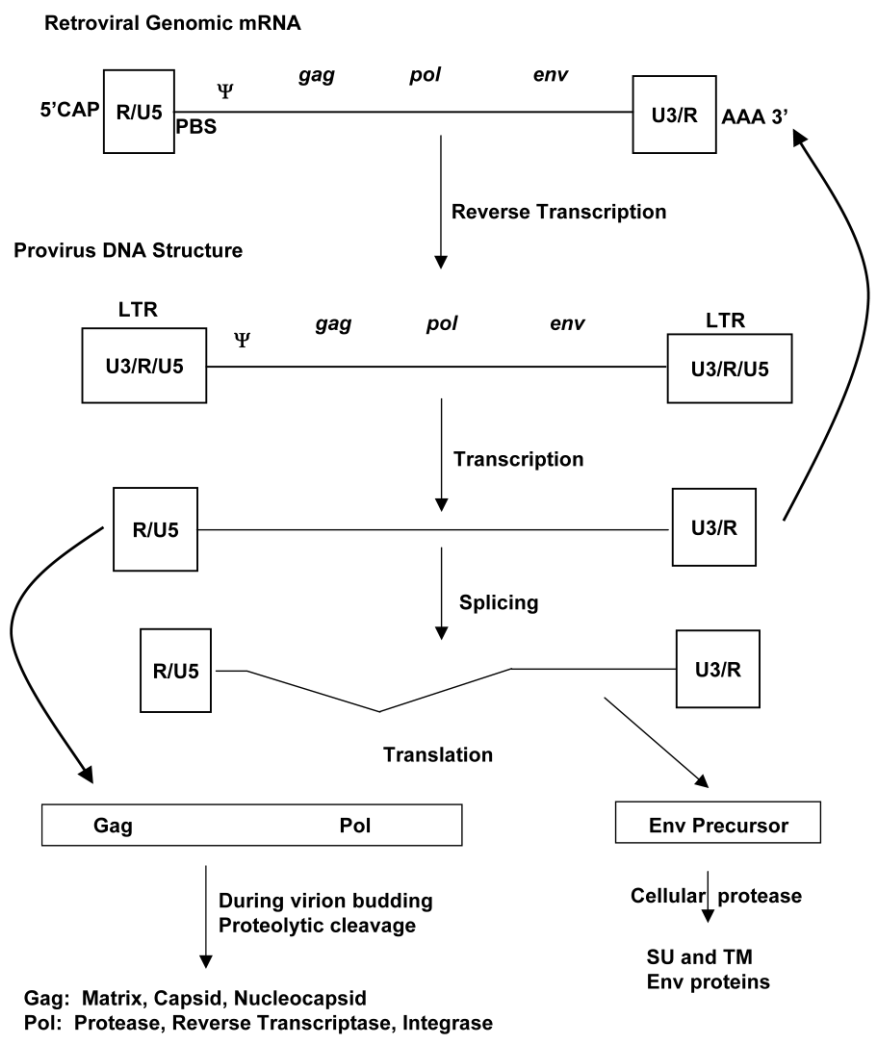 Retroviral Genomic mRNA
Ψ gag pol env
5’CAP R/U5 U3/R AAA 3’
PBS
Reverse Transcription
Provirus DNA Structure
LTR LTR
Ψ gag pol env
U3/R/U5 U3/R/U5
Transcription
R/U5 U3/R
Splicing
R/U5 U3/R
Translation
Gag Pol Env Precursor
During virion budding
Proteolytic cleavage
Cellular protease
SU and TM
Env proteins
Gag: Matrix, Capsid, Nucleocapsid
Pol: Protease, Reverse Transcriptase, Integrase